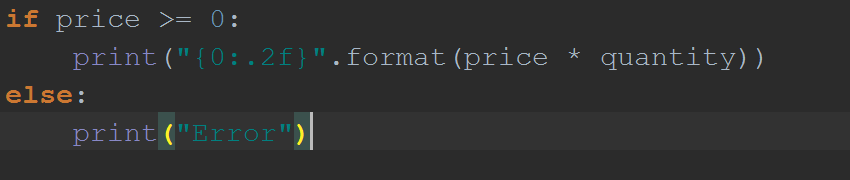 if price >= 0:
    print("{0:.2f}".format(price * quantity))
else:
    print("Error")